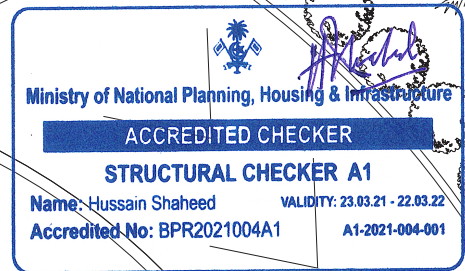 Ministry of National Planning, Housing & Infrastructure
ACCREDITED CHECKER
STRUCTURAL CHECKER A1
Name: Hussain Shaheed VALIDITY: 23.03.21 - 22.03.22
Accredited No: BPR2021004A1 A1-2021-004-001